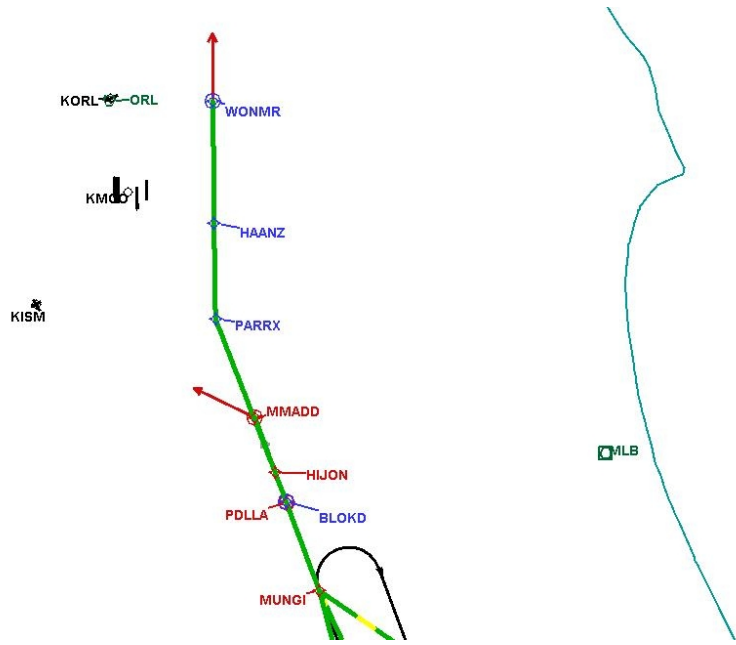 KORL
ORL
WONMR
KMCO
HAANZ
KISM
PARRX
MMADD
MLB
HIJON
PDLLA
BLOKD
MUNGI